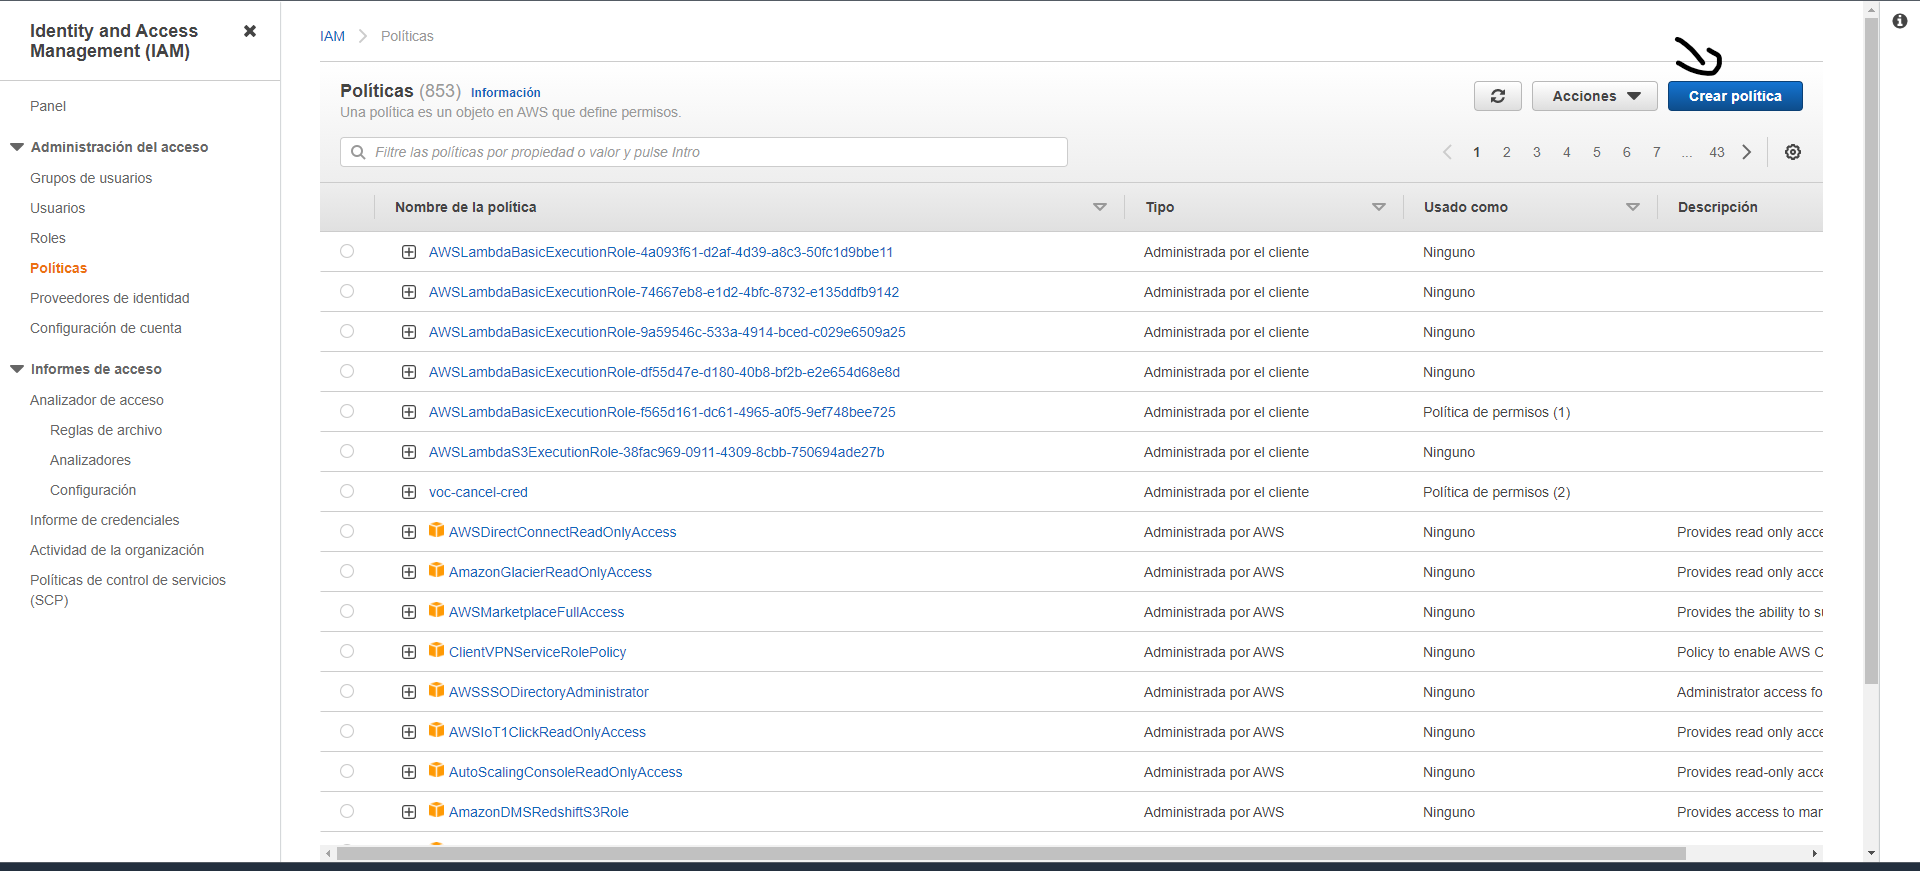 Identity and Access
Management (IAM)
Panel
Administración del acceso
Grupos de usuarios
Usuarios
Roles
Políticas
Proveedores de identidad
Configuración de cuenta
Informes de acceso
Analizador de acceso
Reglas de archivo
Analizadores
Configuración
Informe de credenciales
Actividad de la organización
Políticas de control de servicios
(SCP)
IAM Políticas
Políticas (853) Información
Una política es un objeto en AWS que define permisos.
Acciones Crear política
Filtre las políticas por propiedad o valor y pulse Intro
1 2 3 4 5 6 7 ... 43
Nombre de la política Tipo Usado como Descripción
AWSLambdaBasicExecutionRole-4a093f61-d2af-4d39-a8c3-50fc1d9bbe11 Administrada por el cliente Ninguno
AWSLambdaBasicExecutionRole-74667eb8-e1d2-4bfc-8732-e135ddfb9142 Administrada por el cliente Ninguno
AWSLambdaBasicExecutionRole-9a59546c-533a-4914-bced-c029e6509a25 Administrada por el cliente Ninguno
AWSLambdaBasicExecutionRole-df55d47e-d180-40b8-bf2b-e2e654d68e8d Administrada por el cliente Ninguno
AWSLambdaBasicExecutionRole-f565d161-dc61-4965-a0f5-9ef748bee725 Administrada por el cliente Política de permisos (1)
AWSLambdaS3ExecutionRole-38fac969-0911-4309-8cbb-750694ade27b Administrada por el cliente Ninguno
voc-cancel-cred Administrada por el cliente Política de permisos (2)
AWSDirectConnectReadOnlyAccess Administrada por AWS Ninguno Provides read only acce
AmazonGlacierReadOnlyAccess Administrada por AWS Ninguno Provides read only acce
AWSMarketplaceFullAccess Administrada por AWS Ninguno Provides the ability to su
ClientVPNServiceRolePolicy Administrada por AWS Ninguno Policy to enable AWS C
AWSSSODirectoryAdministrator Administrada por AWS Ninguno Administrator access fo
AWSIoT1ClickReadOnlyAccess Administrada por AWS Ninguno Provides read only acce
AutoScalingConsoleReadOnlyAccess Administrada por AWS Ninguno Provides read-only acce
AmazonDMSRedshiftS3Role Administrada por AWS Ninguno Provides access to mar